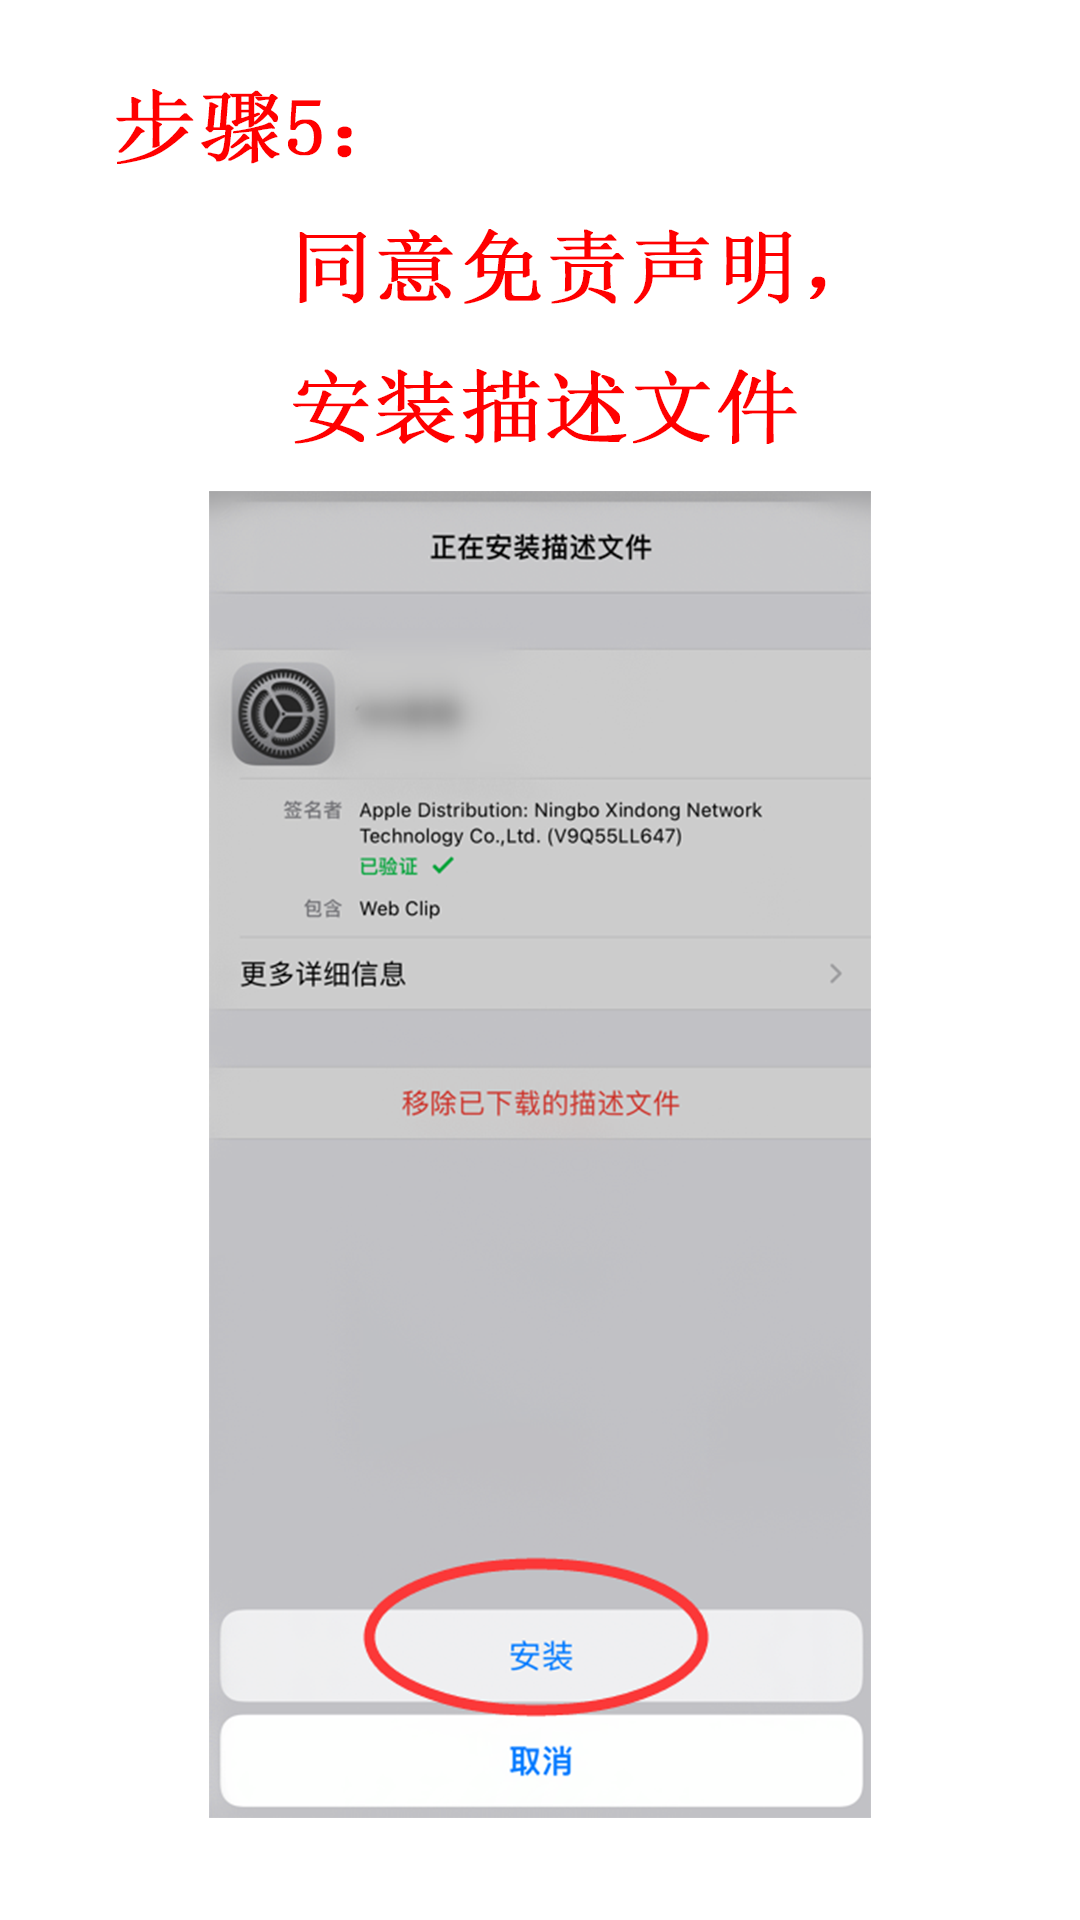 步骤5：
同意免责声明，
安装描述文件
正在安装描述文件
签名者 Apple Distribution: Ningbo Xindong Network
Technology Co.,Ltd. (V9Q55LL647)
已验证 ✓
包含 Web Clip
更多详细信息
移除已下载的描述文件
安装
取消